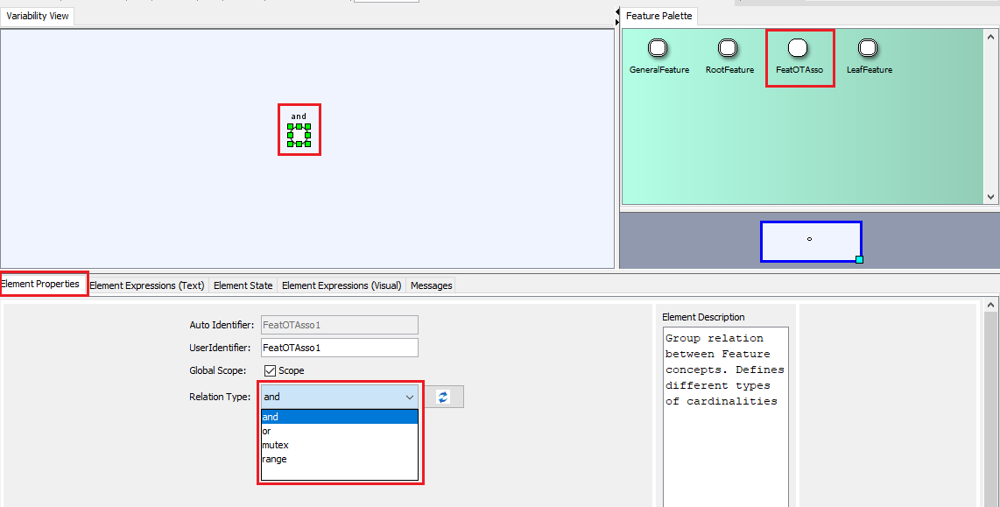 Variability View
Feature Palette
GeneralFeature
RootFeature
FeatOTAsso
LeafFeature
and
Element Properties
Element Expressions (Text)
Element State
Element Expressions (Visual)
Messages
Auto Identifier:
FeatOTAsso1
UserIdentifier:
FeatOTAsso1
Global Scope:
Scope
Relation Type:
and
and
or
mutex
range
Element Description
Group relation
between Feature
concepts. Defines
different types
of cardinalities